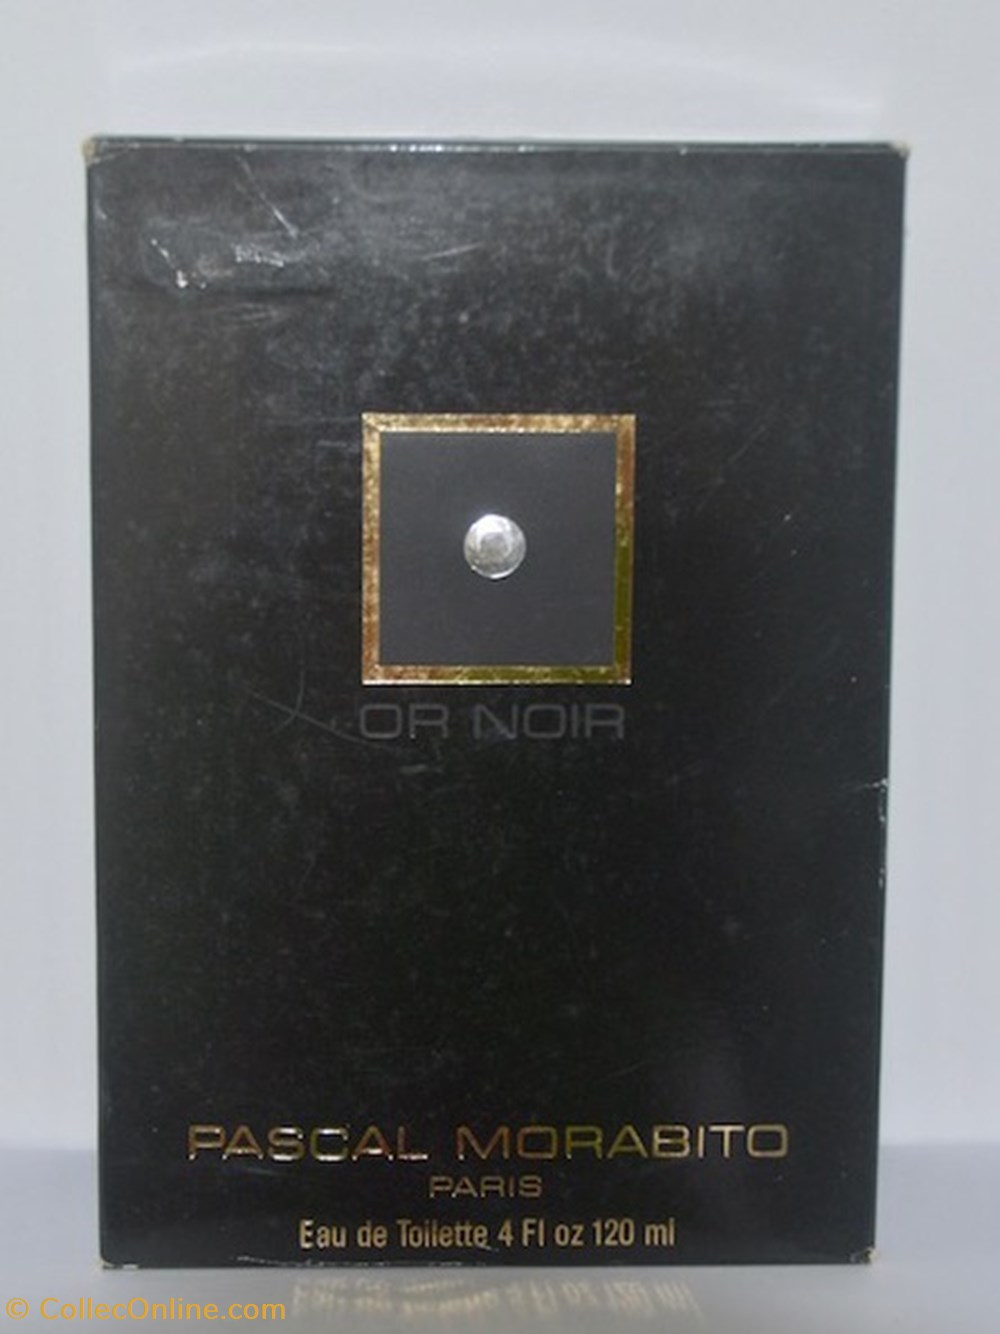 OR NOIR
PASCAL MORABITO
PARIS
Eau de Toilette 4 Fl oz 120 ml
© CollecOnline.com